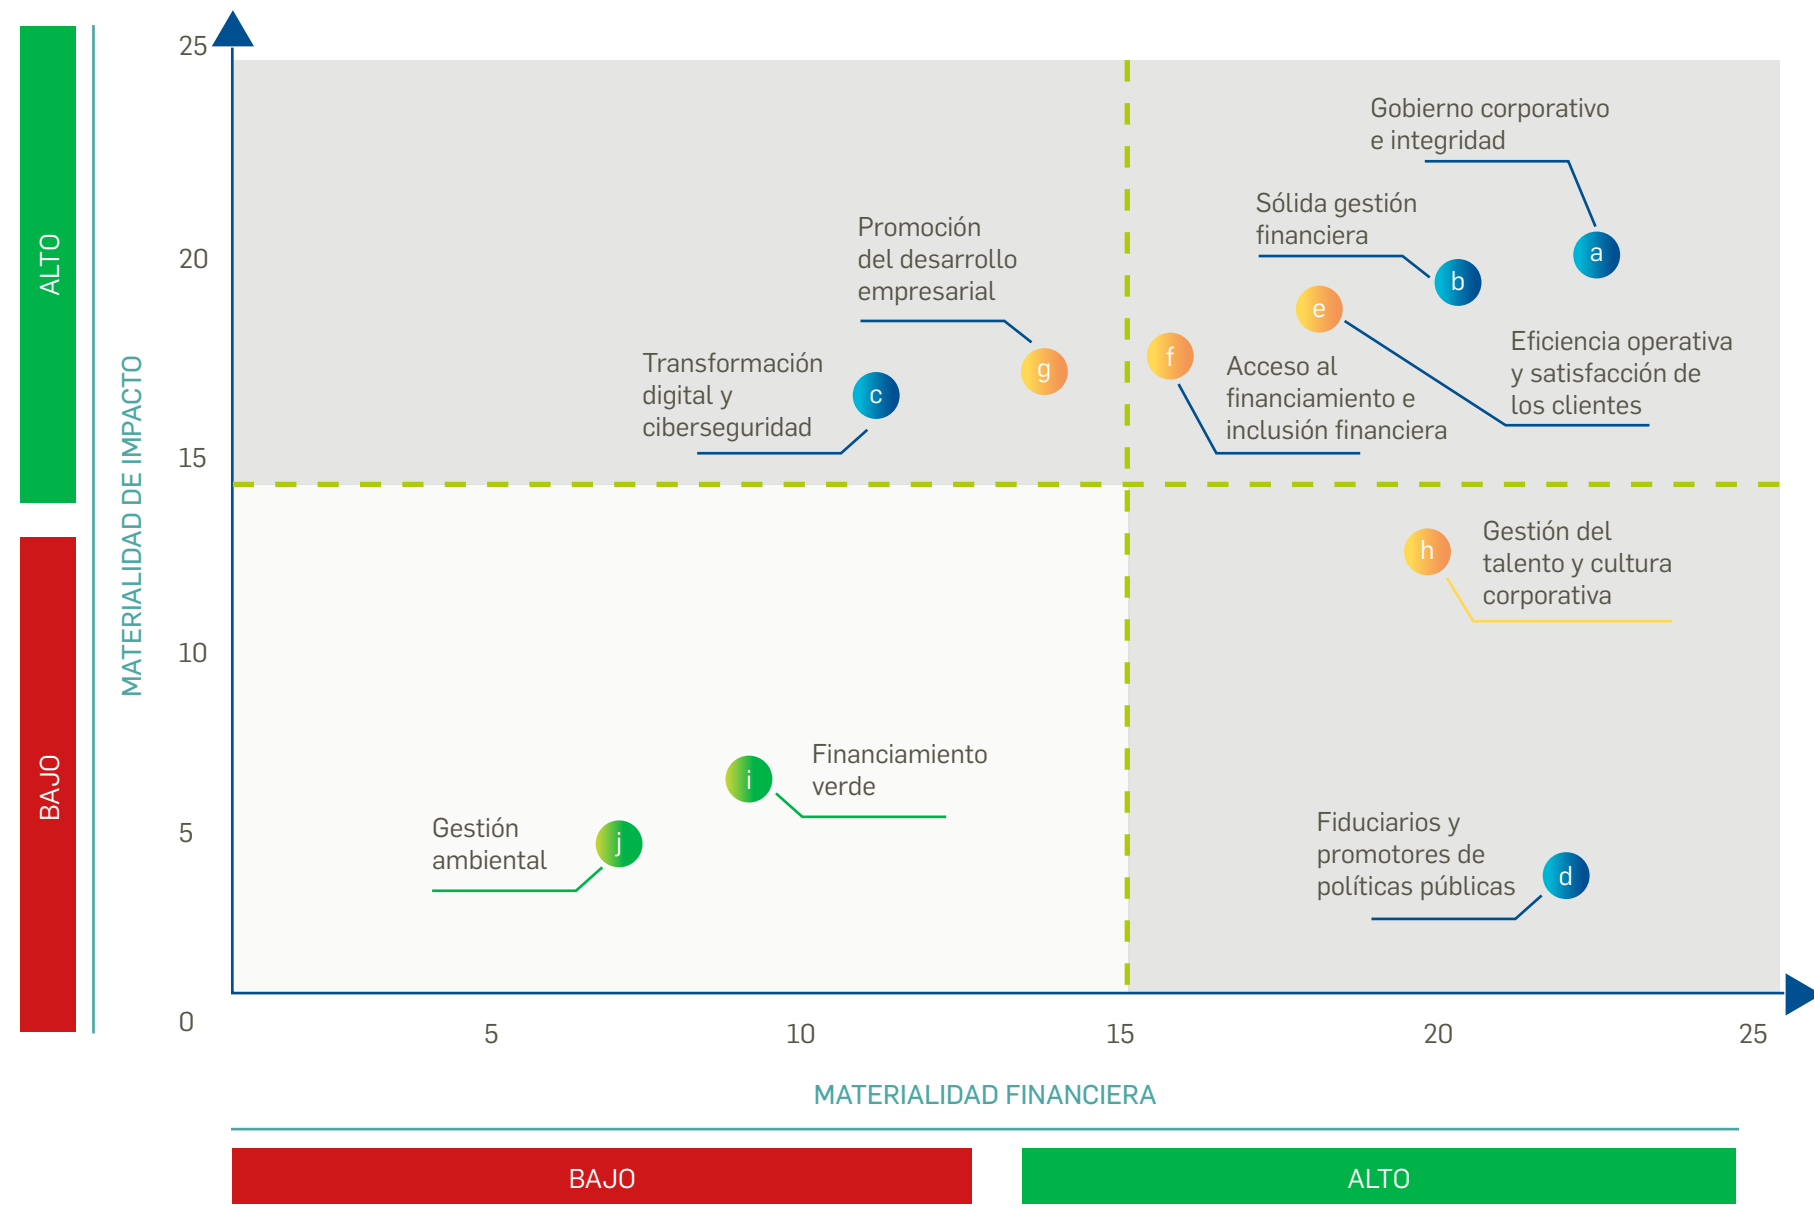 25
20
15
10
5
0
ALTO
BAJO
MATERIALIDAD DE IMPACTO
Gobierno corporativo
e integridad
a
Sólida gestión
financiera
b
Promoción
del desarrollo
empresarial
g
e
Eficiencia operativa
y satisfacción de
los clientes
f
Acceso al
financiamiento e
inclusión financiera
Transformación
digital y
ciberseguridad
c
h
Gestión del
talento y cultura
corporativa
i
Financiamiento
verde
Gestión
ambiental
j
Fiduciarios y
promotores de
políticas públicas
d
5
10
15
20
25
MATERIALIDAD FINANCIERA
BAJO
ALTO